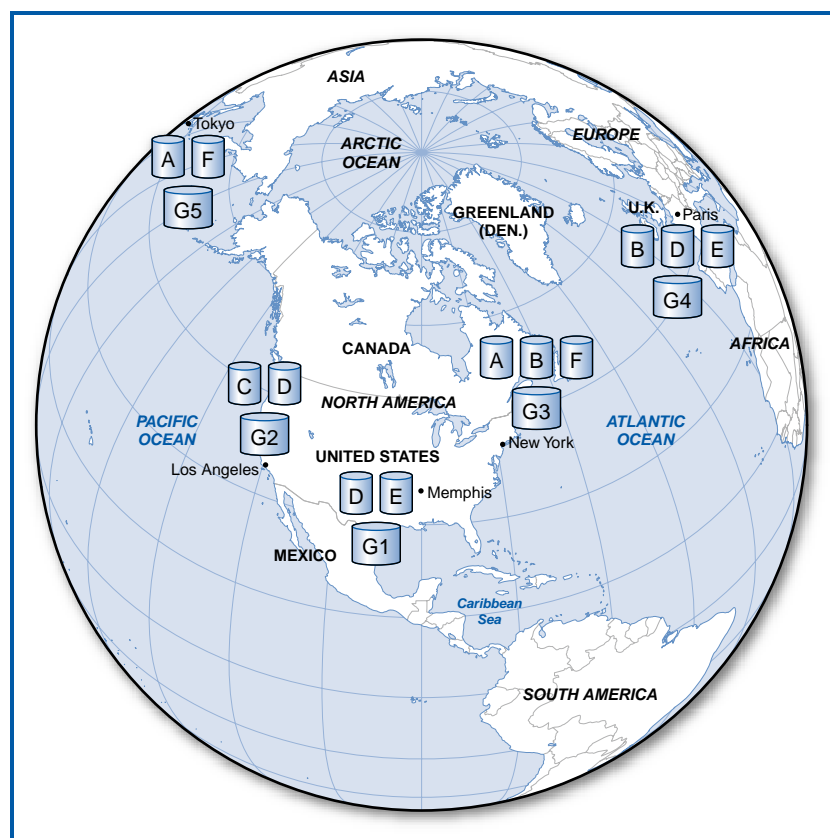 ASIA
Tokyo
EUROPE
A F
ARCTIC
OCEAN
G5
GREENLAND
(DEN.)
U.K.
Paris
B D E
G4
AFRICA
CANADA
A B F
C D
NORTH AMERICA
G3
PACIFIC
OCEAN
ATLANTIC
OCEAN
G2
New York
UNITED STATES
Los Angeles
D E
Memphis
G1
MEXICO
Caribbean
Sea
SOUTH AMERICA